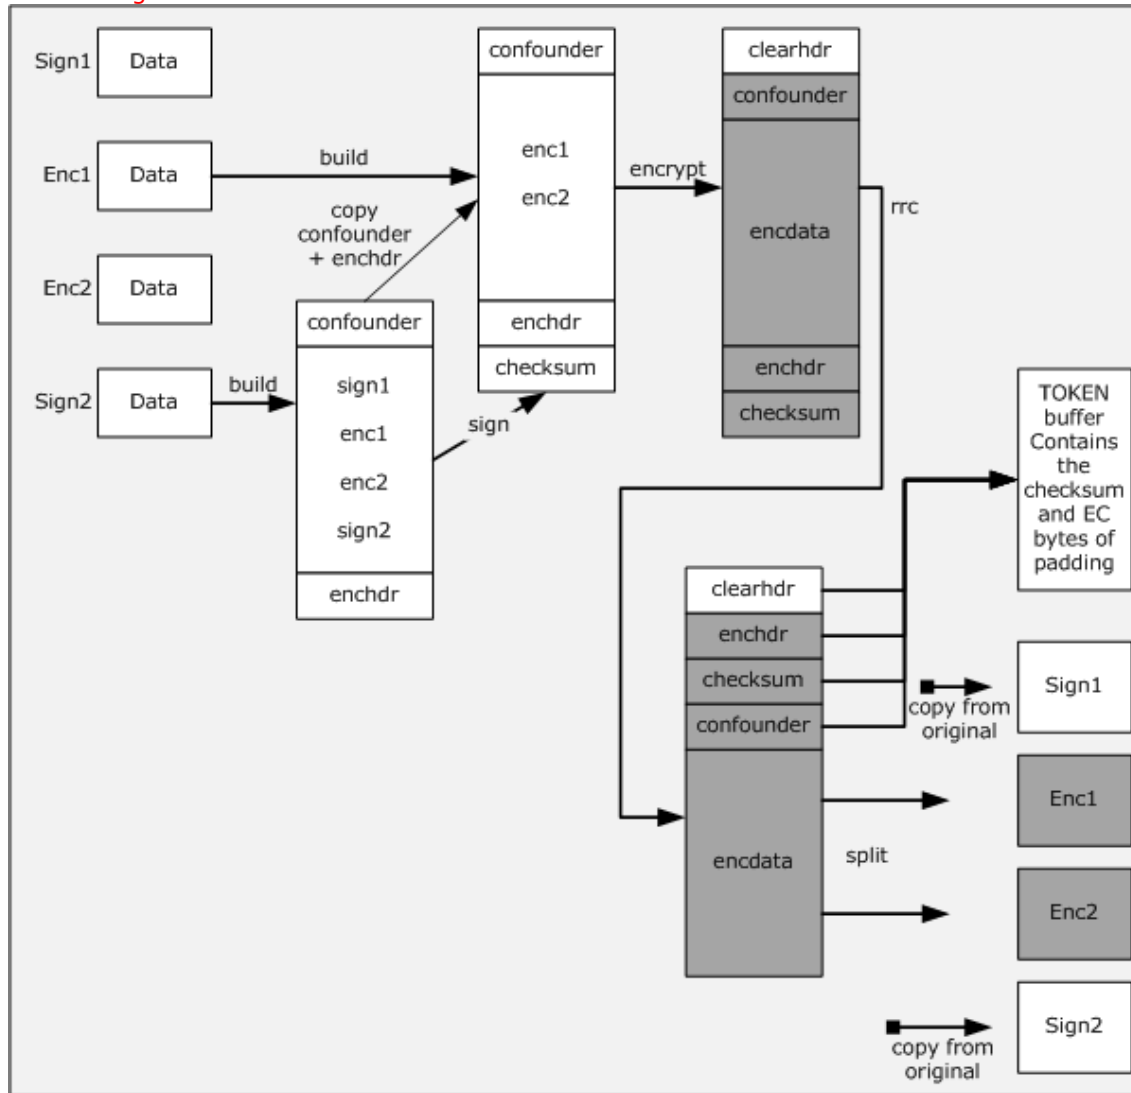 Sign1
Data
confounder
clearhdr
confounder
Enc1
Data
build
enc1
enc2
encrypt
encdata
rrc
copy
confounder
+ enchdr
Enc2
Data
confounder
enchdr
checksum
enchdr
checksum
Sign2
Data
build
sign1
enc1
enc2
sign2
enchdr
sign
TOKEN
buffer
Contains
the
checksum
and EC
bytes of
padding
clearhdr
enchdr
checksum
confounder
encdata
copy from
original
Sign1
Enc1
split
Enc2
copy from
original
Sign2